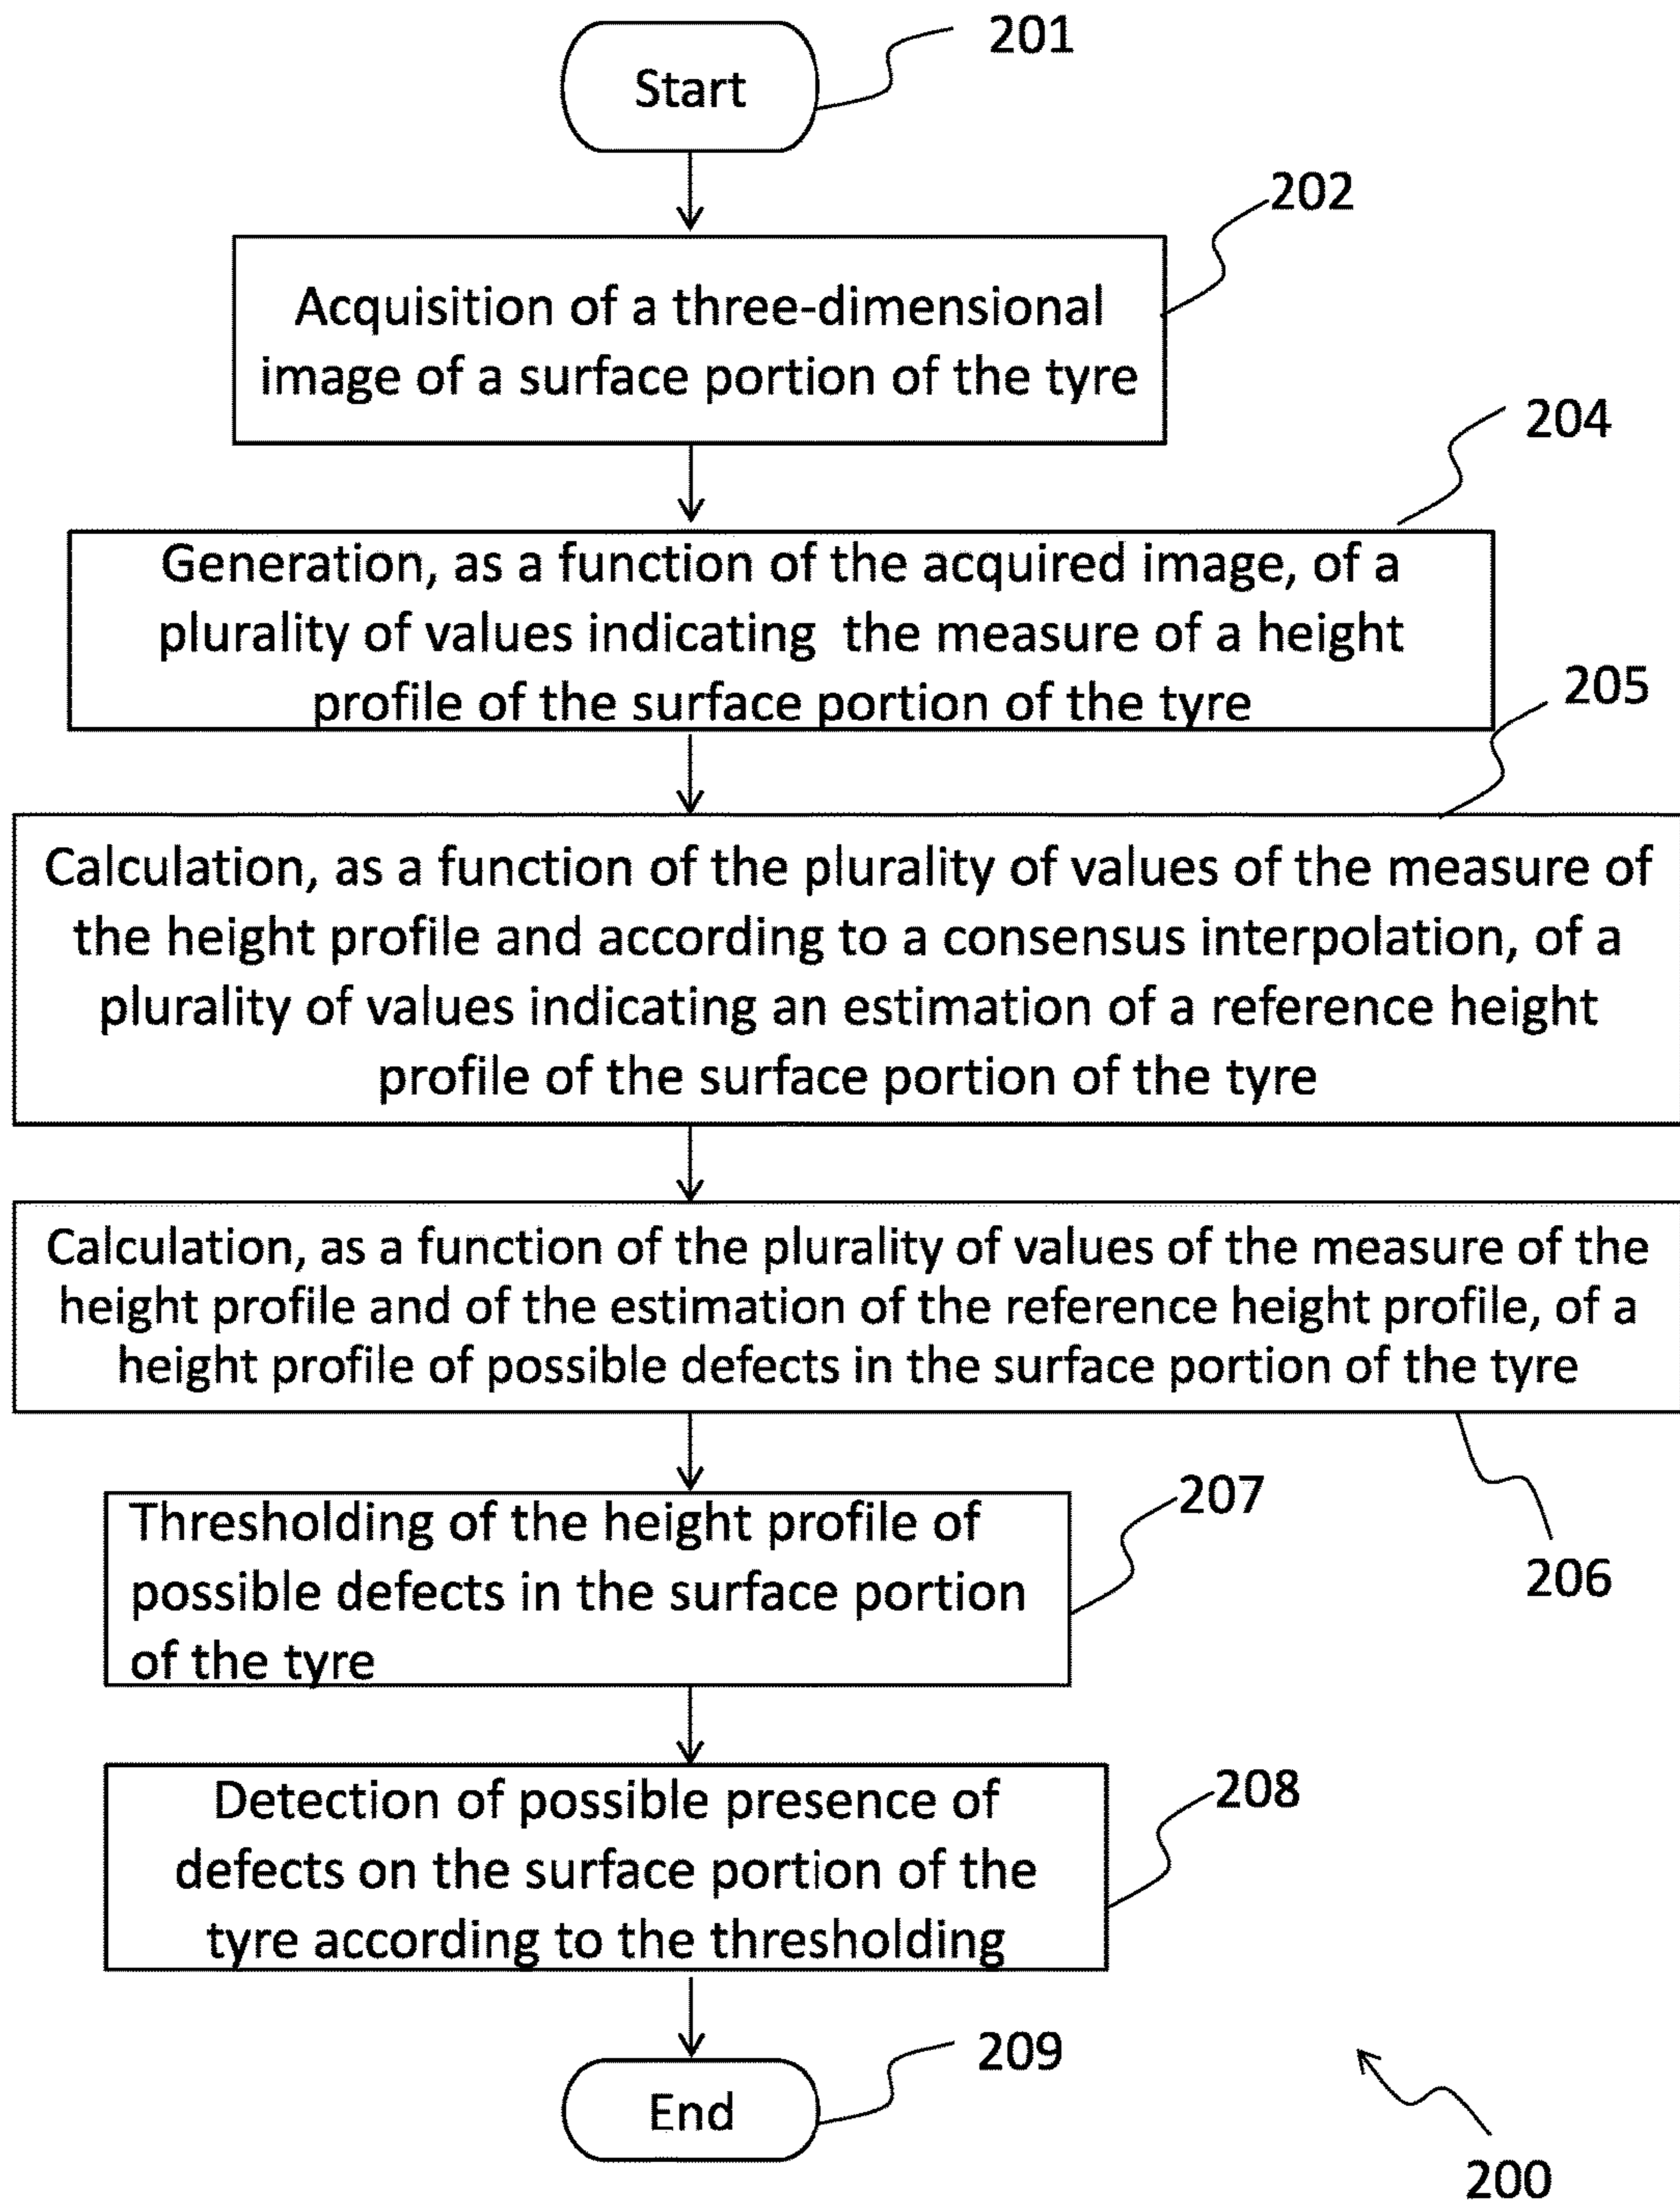 201
Start
202
Acquisition of a three-dimensional
image of a surface portion of the tyre
204
Generation, as a function of the acquired image, of a
plurality of values indicating the measure of a height
profile of the surface portion of the tyre
205
Calculation, as a function of the plurality of values of the measure of
the height profile and according to a consensus interpolation, of a
plurality of values indicating an estimation of a reference height
profile of the surface portion of the tyre
Calculation, as a function of the plurality of values of the measure of the
height profile and of the estimation of the reference height profile, of a
height profile of possible defects in the surface portion of the tyre
206
207
Thresholding of the height profile of
possible defects in the surface portion
of the tyre
208
Detection of possible presence of
defects on the surface portion of the
tyre according to the thresholding
209
End
200